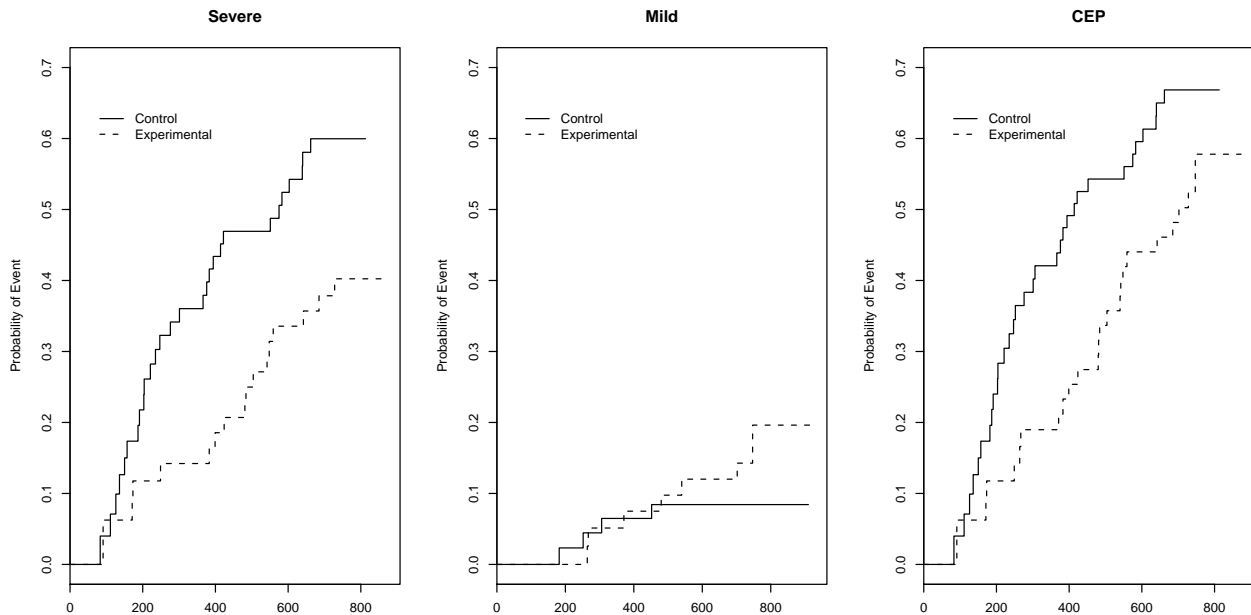 Severe
Probability of Event
0.0 0.1 0.2 0.3 0.4 0.5 0.6 0.7
Control
Experimental
0 200 400 600 800
Mild
Probability of Event
0.0 0.1 0.2 0.3 0.4 0.5 0.6 0.7
Control
Experimental
0 200 400 600 800
CEP
Probability of Event
0.0 0.1 0.2 0.3 0.4 0.5 0.6 0.7
Control
Experimental
0 200 400 600 800